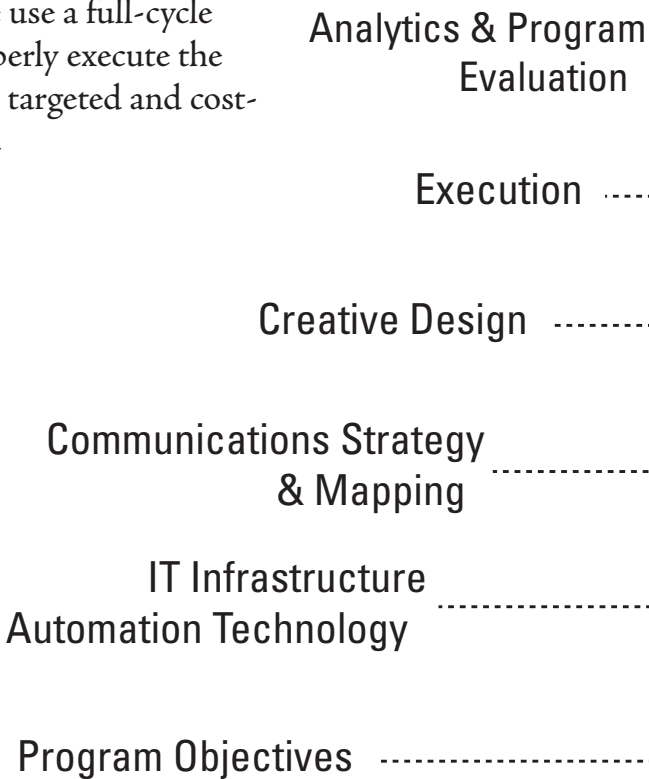 use a full-cycle
erly execute the
targeted and cost-
Analytics & Program
Evaluation
Execution
Creative Design
Communications Strategy
& Mapping
IT Infrastructure
Automation Technology
Program Objectives